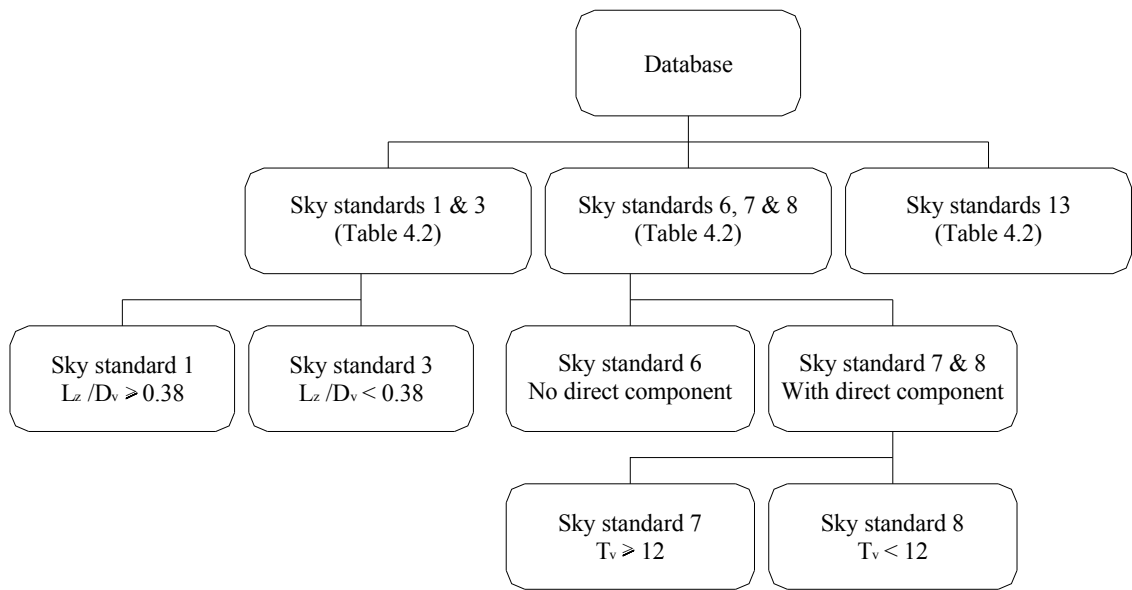 Database
Sky standards 1 & 3
(Table 4.2)
Sky standards 6, 7 & 8
(Table 4.2)
Sky standards 13
(Table 4.2)
Sky standard 1
Lz /Dv ⩾ 0.38
Sky standard 3
Lz /Dv < 0.38
Sky standard 6
No direct component
Sky standard 7 & 8
With direct component
Sky standard 7
Tv ⩾ 12
Sky standard 8
Tv < 12